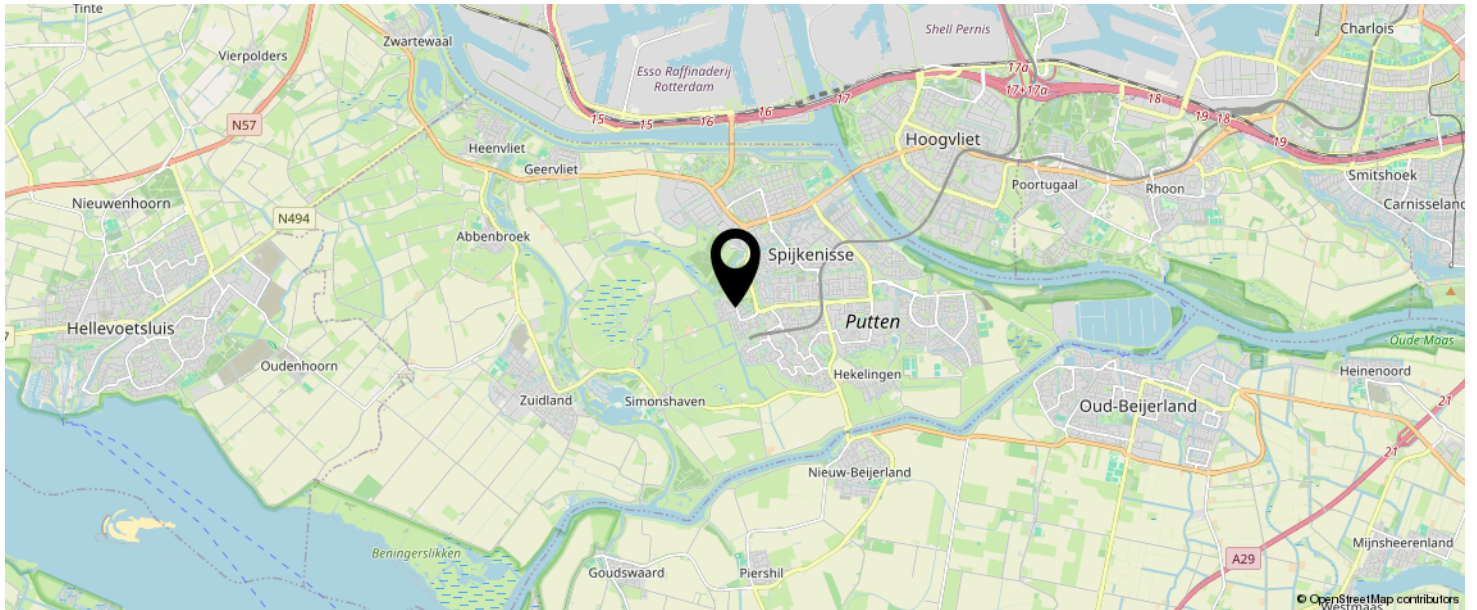 Tinte
Zwartewaal
Vierpolders
Shell Pernis
Charlois
Esso Raffinaderij
Rotterdam
17a
17+17a
N57
15
15
16
16
17
18
19
18
19
Heenvliet
Geervliet
Hoogvliet
Poortugaal
Rhoon
Smitshoek
Nieuwenhoorn
N494
Carnisseland
Abbenbroek
Spijkenisse
Hellevoetsluis
Putten
Oudenhoorn
Oude Maas
7
Hekelingen
Heinenoord
Zuidland
Simonshaven
Oud-Beijerland
21
21
Nieuw-Beijerland
Beningerslikken
Goudswaard
Piershil
A29
Mijnsheerenland
© OpenStreetMap contributors
Westmaas